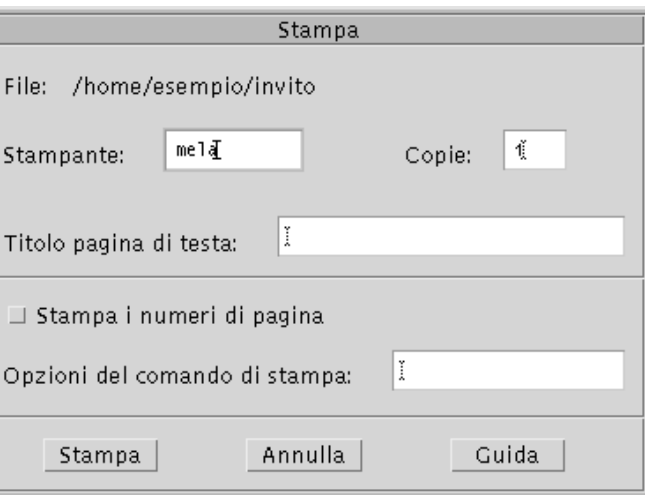 Stampa
File: /home/esempio/invito
Stampante: mela Copie: 1
Titolo pagina di testa:
Stampa i numeri di pagina
Opzioni del comando di stampa:
Stampa Annulla Guida